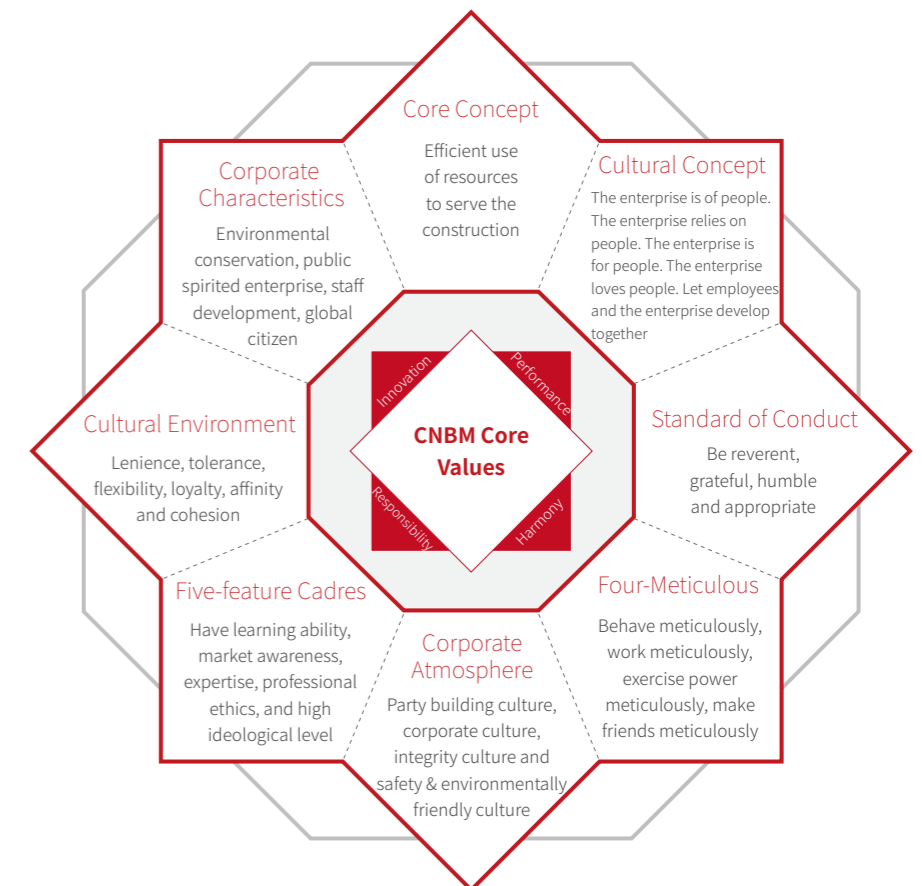 Core Concept
Efficient use
of resources
to serve the
construction
Cultural Concept
The enterprise is of people.
The enterprise relies on
people. The enterprise is
for people. The enterprise
loves people. Let employees
and the enterprise develop
together
Corporate
Characteristics
Environmental
conservation, public
spirited enterprise, staff
development, global
citizen
Innovation
Performance
CNBM Core
Values
Responsibility
Harmony
Cultural Environment
Lenience, tolerance,
flexibility, loyalty, affinity
and cohesion
Standard of Conduct
Be reverent,
grateful, humble
and appropriate
Five-feature Cadres
Have learning ability,
market awareness,
expertise, professional
ethics, and high
ideological level
Corporate
Atmosphere
Party building culture,
corporate culture,
integrity culture and
safety & environmentally
friendly culture
Four-Meticulous
Behave meticulously,
work meticulously,
exercise power
meticulously, make
friends meticulously